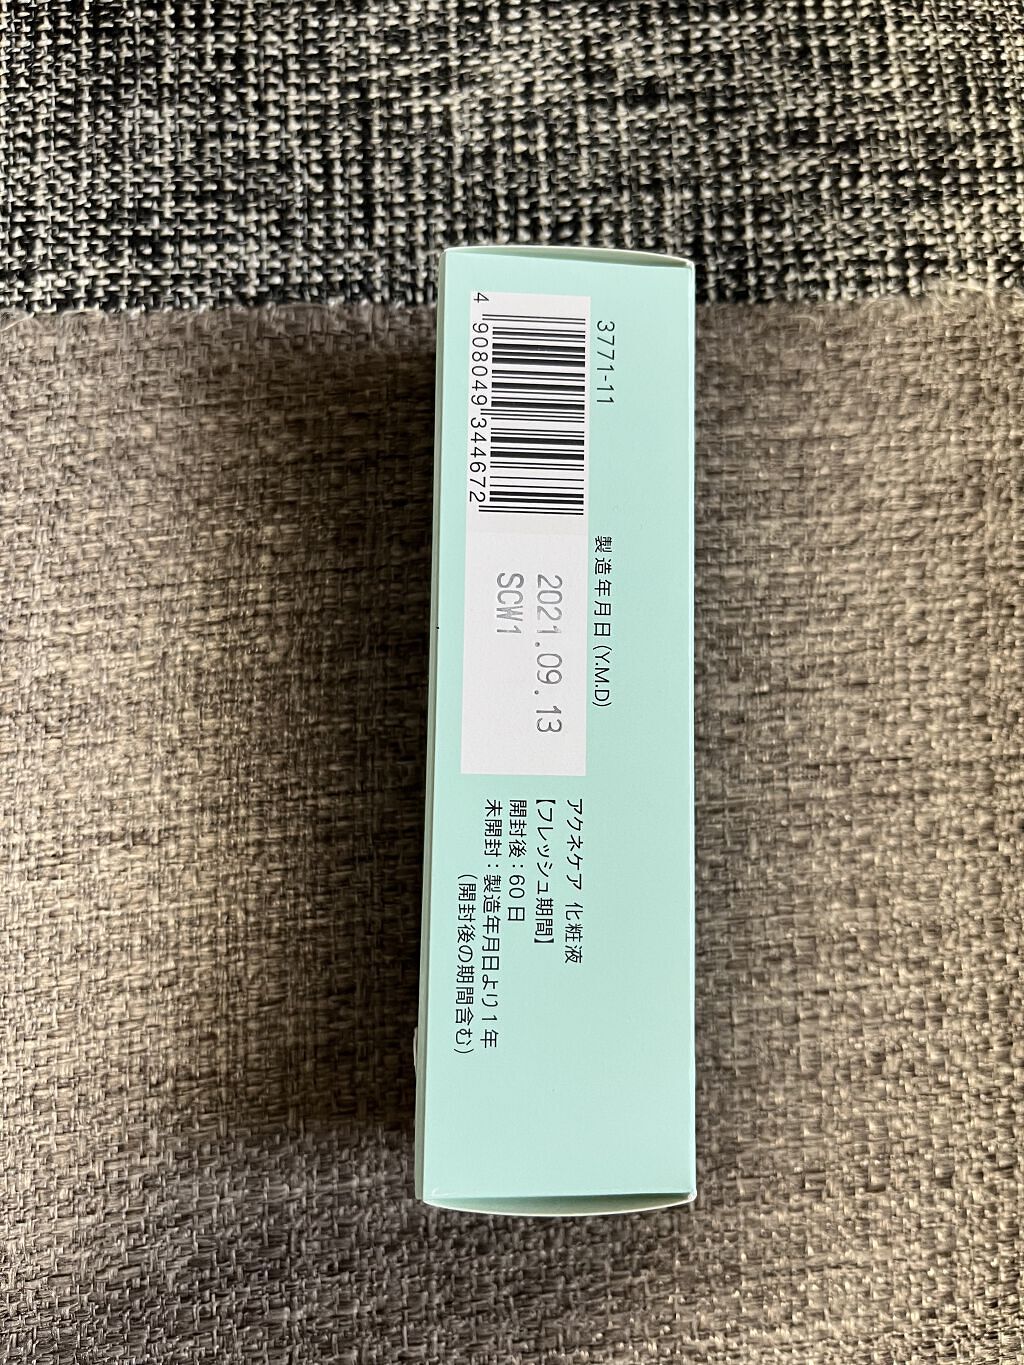 3771-11
4 908049 344672
製造年月日 (Y.M.D)
2021.09.13
SCW1
アクネケア 化粧液
【フレッシュ期間】
開封後：60日
未開封：製造年月日より1年
（開封後の期間含む）